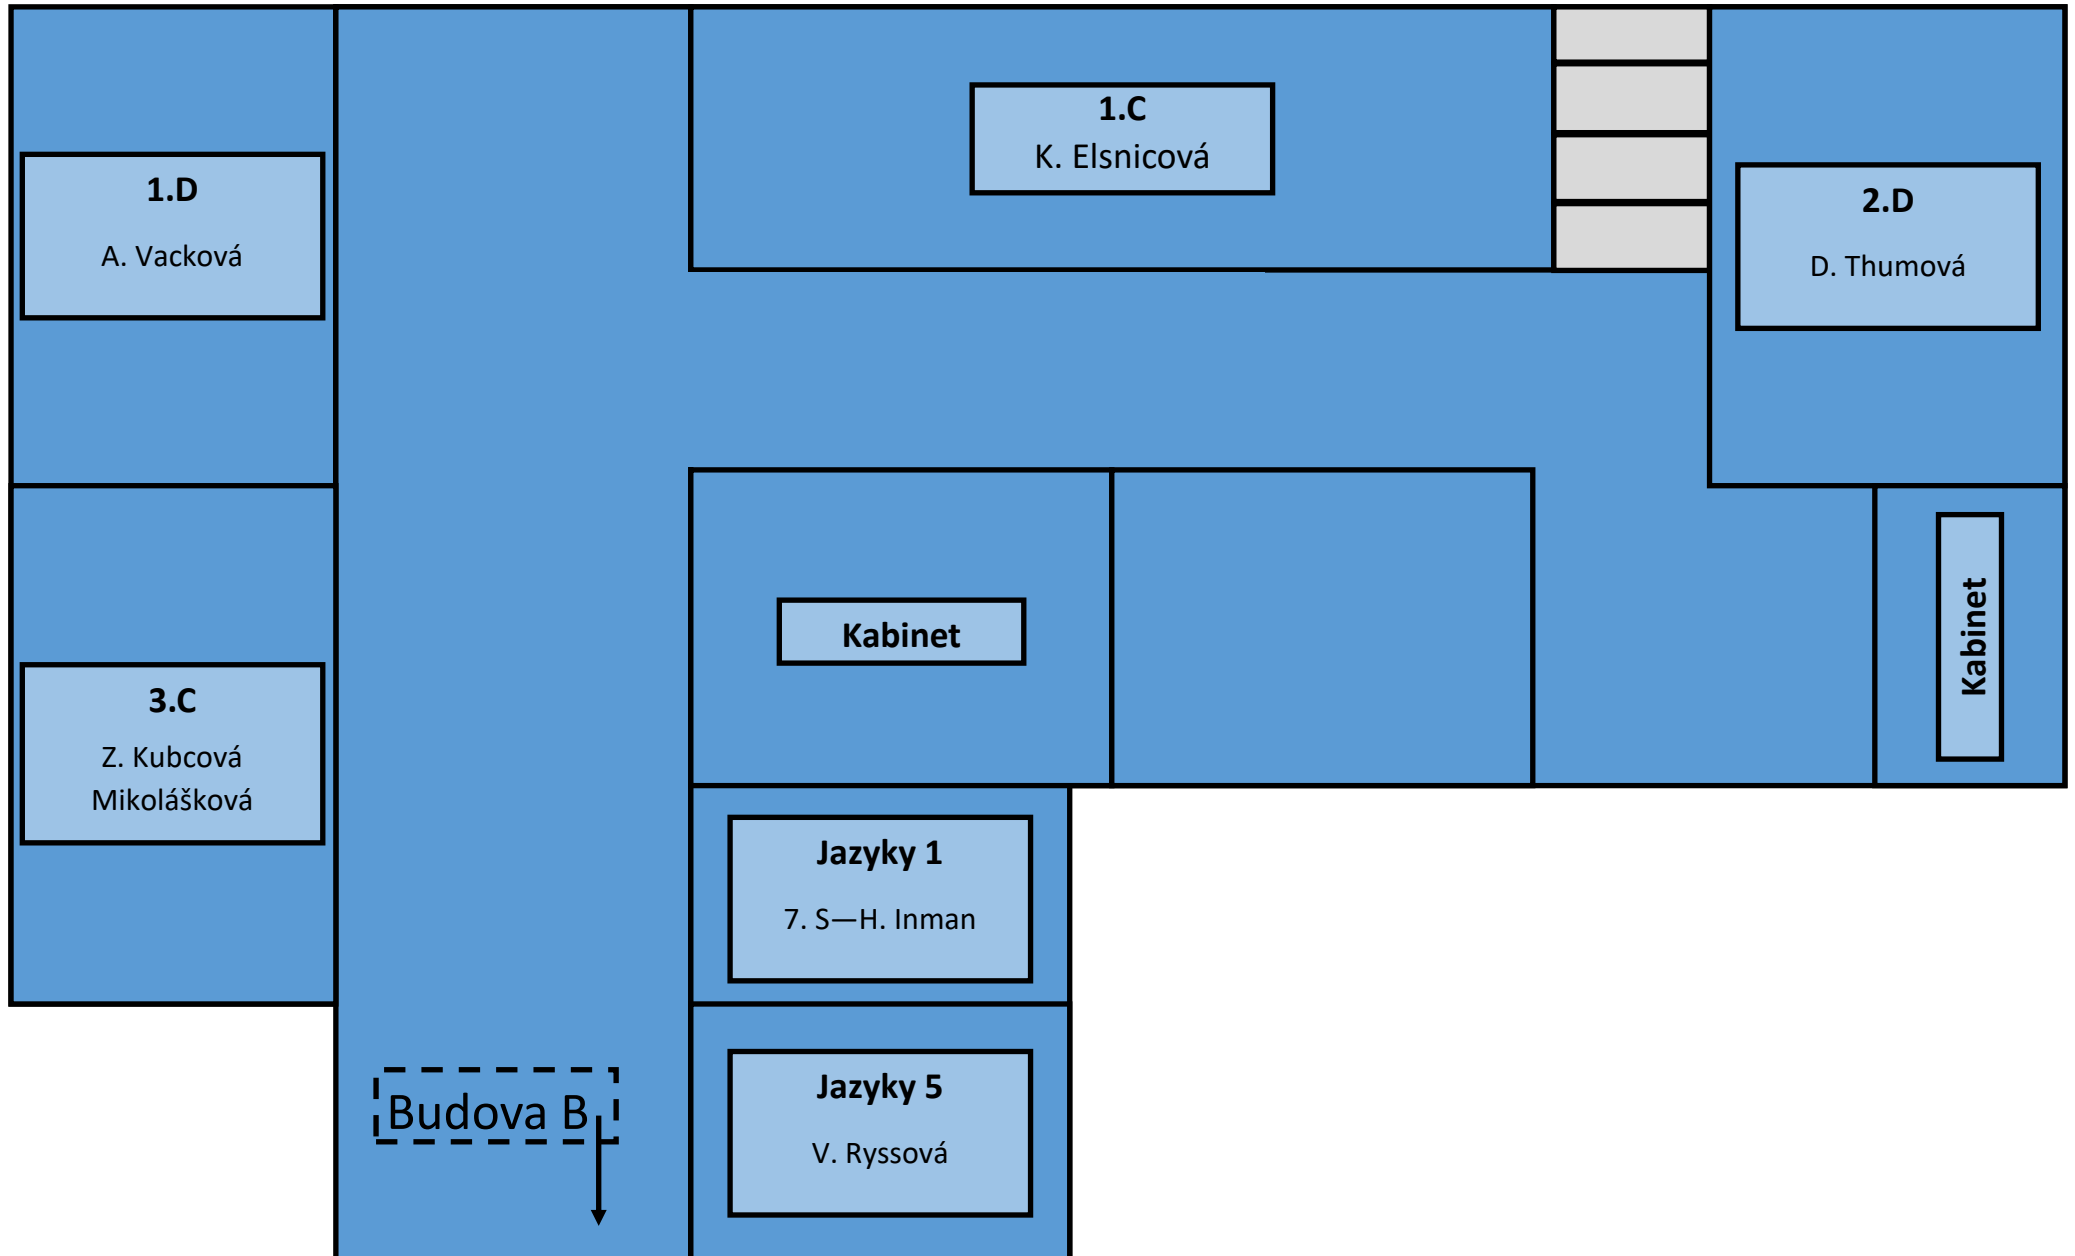 1.C
K. Elsnicová
1.D
A. Vacková
2.D
D. Thumová
Kabinet
Kabinet
3.C
Z. Kubcová
Mikolášková
Jazyky 1
7. S—H. Inman
Jazyky 5
V. Ryssová
Budova B